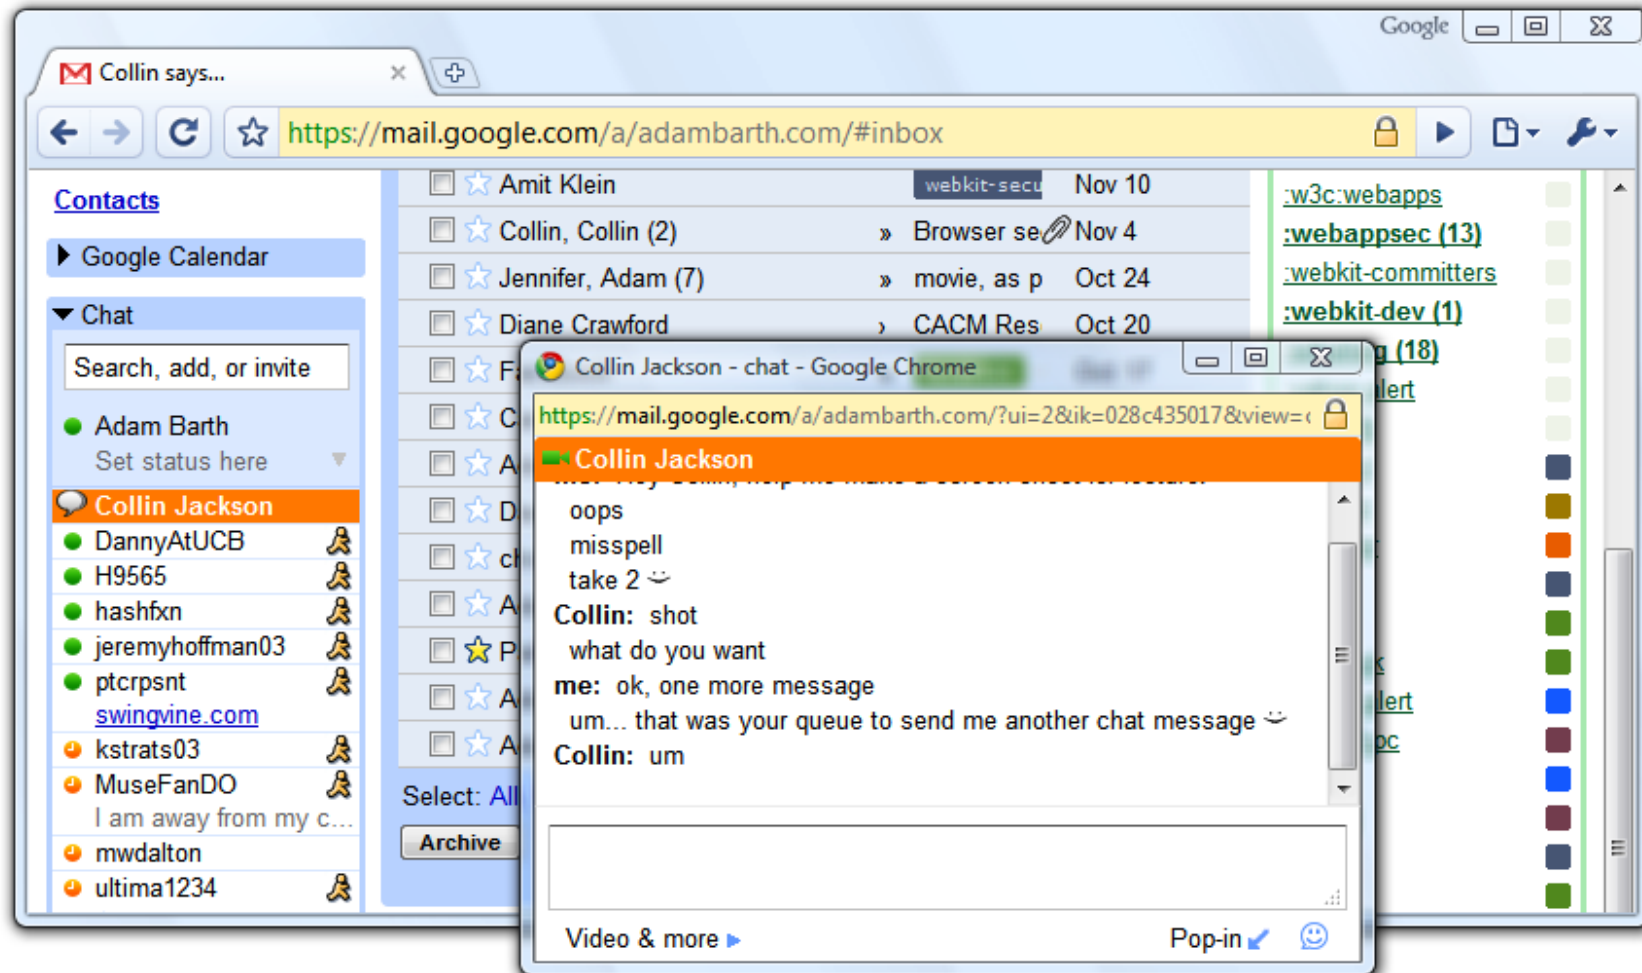 Google
Collin says...
https://mail.google.com/a/adambarth.com/#inbox
Contacts
Google Calendar
Chat
Search, add, or invite
Adam Barth
Set status here
Collin Jackson
DannyAtUCB
H9565
hashfxn
jeremyhoffman03
ptcrpsnt
swingvine.com
kstrats03
MuseFanDO
I am away from my c...
mwdalton
ultima1234
Amit Klein webkit-secu Nov 10
Collin, Collin (2) » Browser se Nov 4
Jennifer, Adam (7) » movie, as p Oct 24
Diane Crawford › CACM Res Oct 20
Select: All
Archive
:w3c:webapps
:webappsec (13)
:webkit-committers
:webkit-dev (1)
(18)
Collin Jackson - chat - Google Chrome
https://mail.google.com/a/adambarth.com/?ui=2&ik=028c435017&view=c
Collin Jackson
oops
misspell
take 2
Collin: shot
what do you want
me: ok, one more message
um... that was your queue to send me another chat message
Collin: um
Video & more
Pop-in